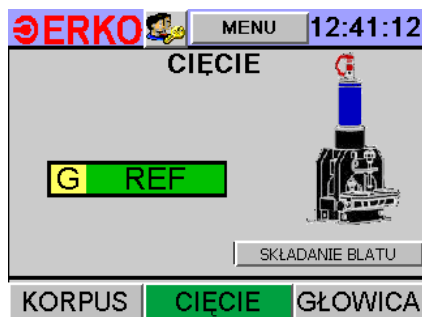 ERKO MENU 12:41:12
CIĘCIE
G REF
SKŁADANIE BLATU
KORPUS CIĘCIE GŁOWICA